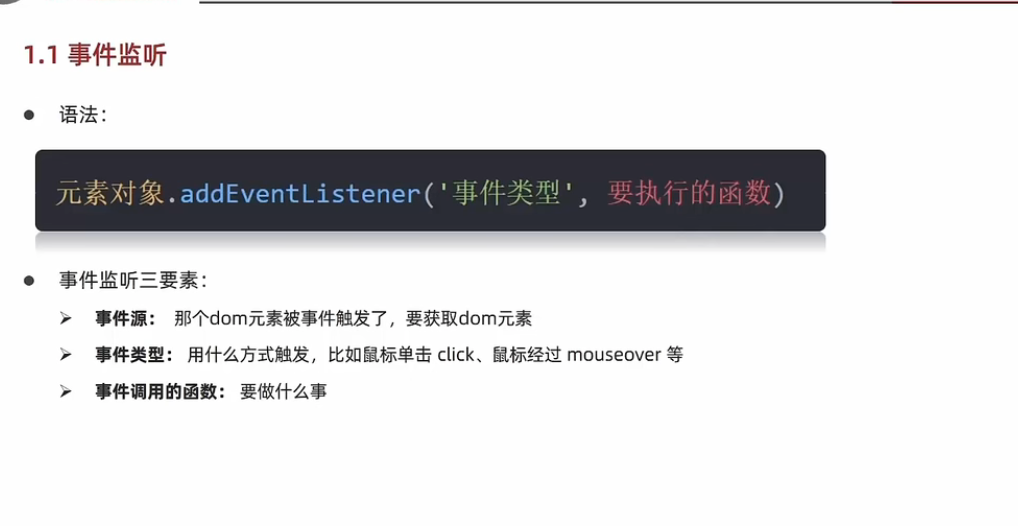 1.1 事件监听
● 语法：
元素对象.addEventListener('事件类型', 要执行的函数)
● 事件监听三要素：
➢ 事件源： 那个dom元素被事件触发了，要获取dom元素
➢ 事件类型： 用什么方式触发，比如鼠标单击 click、鼠标经过 mouseover 等
➢ 事件调用的函数： 要做什么事